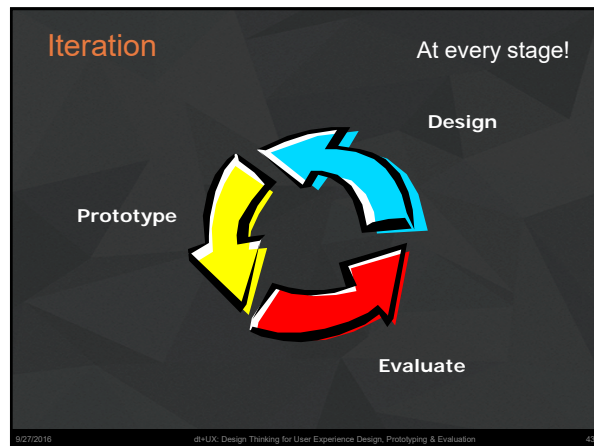 Iteration
At every stage!
Design
Prototype
Evaluate
9/27/2016
dt+UX: Design Thinking for User Experience Design, Prototyping & Evaluation
43